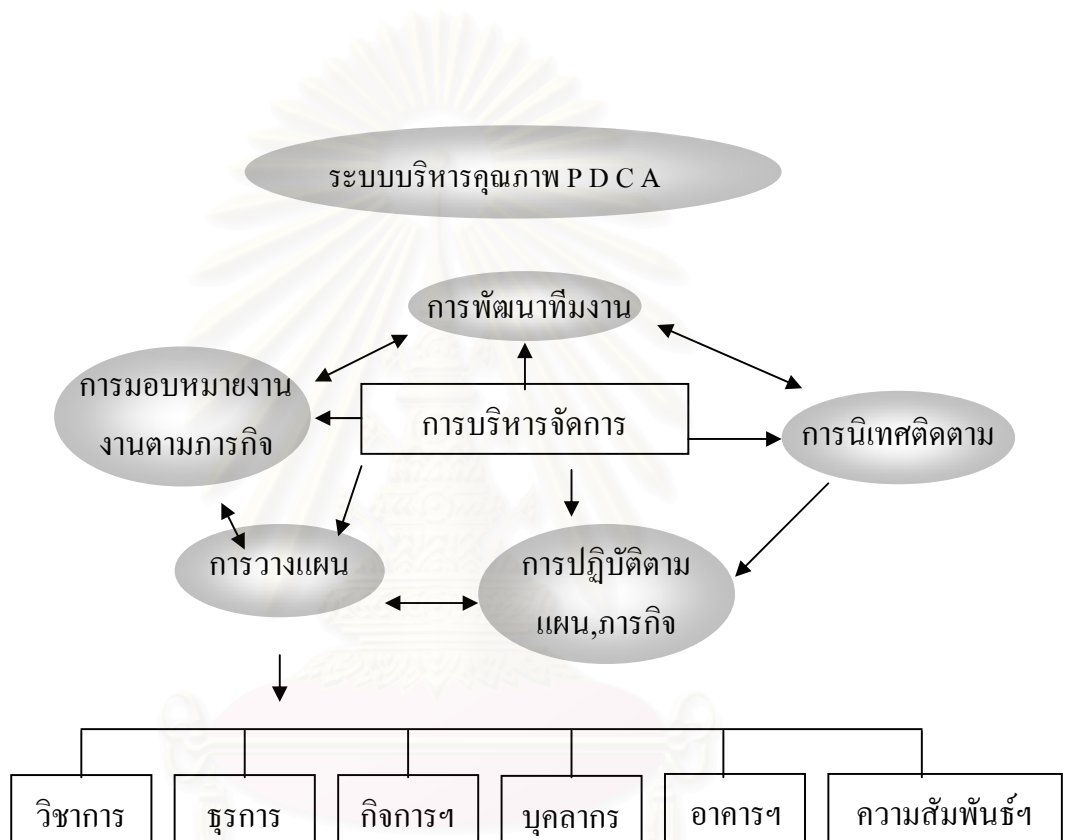 ระบบบริหารคุณภาพ P D C A
การพัฒนาทีมงาน
การมอบหมายงาน
งานตามภารกิจ
การบริหารจัดการ
การนิเทศติดตาม
การวางแผน
การปฏิบัติตาม
แผน,ภารกิจ
วิชาการ
ธุรการ
กิจการฯ
บุคลากร
อาคารฯ
ความสัมพันธ์ฯ